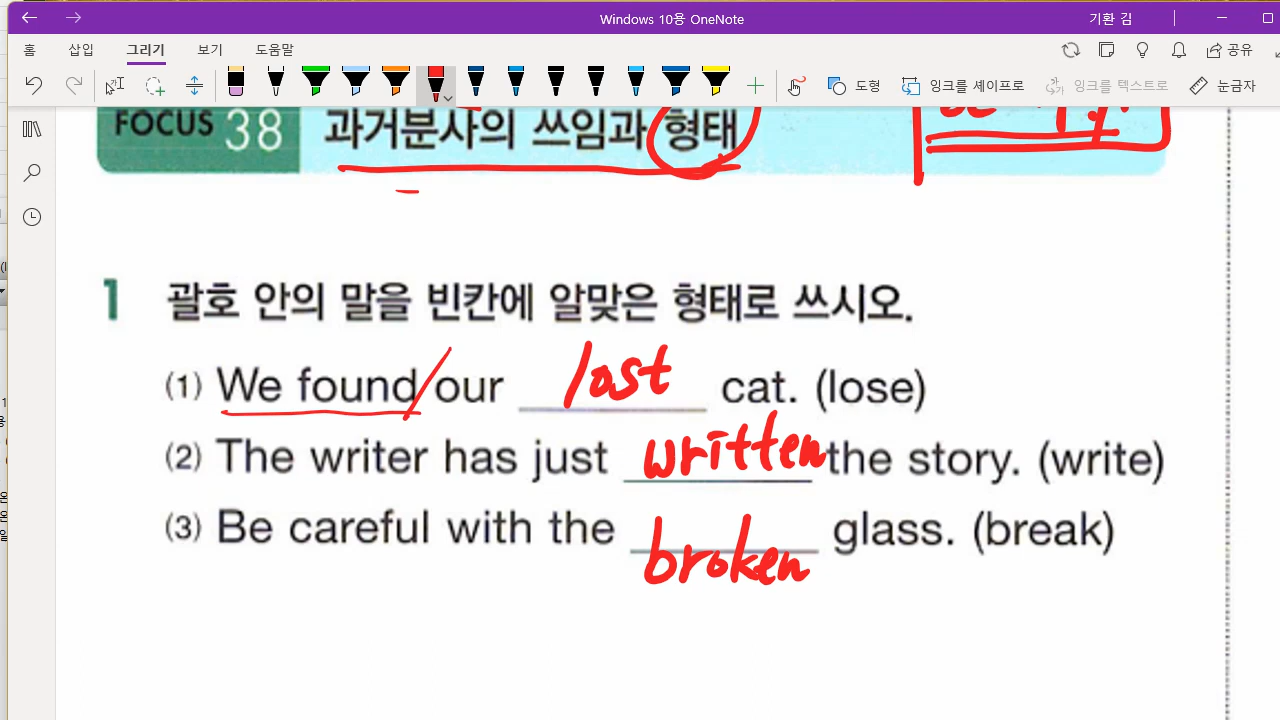 Windows 10용 OneNote
기환 김
홈 삽입 그리기 보기 도움말
공유
도형 잉크를 셰이프로 잉크를 텍스트로 눈금자
FOCUS 38 과거분사의 쓰임과 형태
1 괄호 안의 말을 빈칸에 알맞은 형태로 쓰시오.
(1) We found / our lost cat. (lose)
(2) The writer has just written the story. (write)
(3) Be careful with the broken glass. (break)